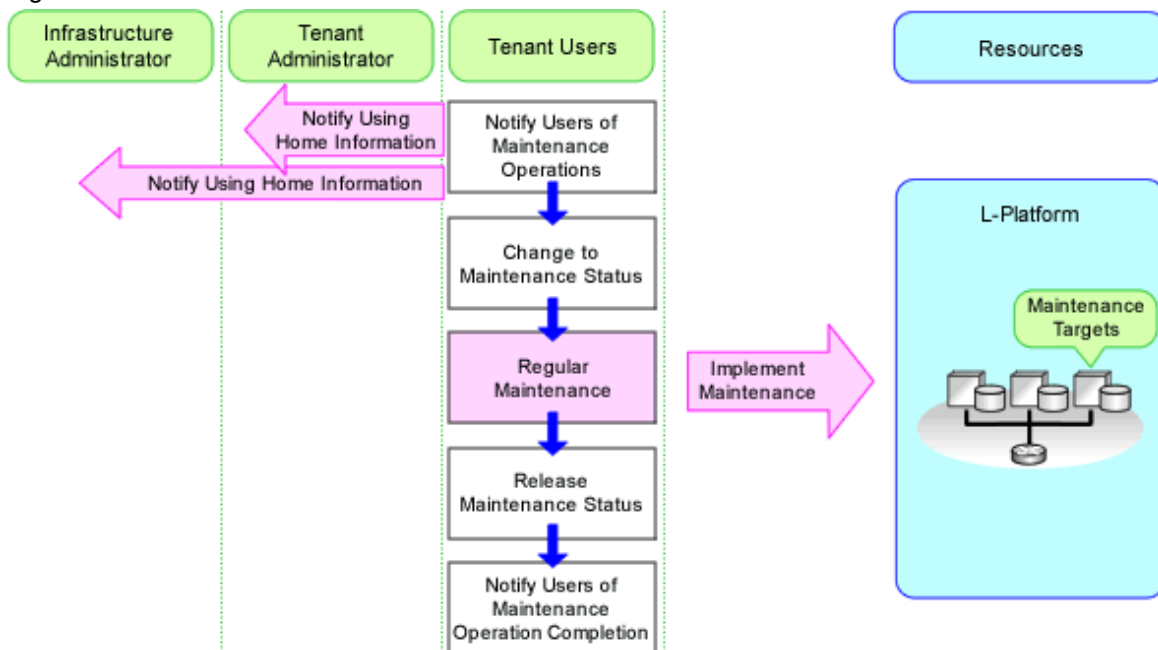 Infrastructure
Administrator
Tenant
Administrator
Tenant Users
Resources
Notify Using
Home Information
Notify Using Home Information
Notify Users of
Maintenance
Operations
Change to
Maintenance Status
Regular
Maintenance
Implement
Maintenance
Release
Maintenance Status
Notify Users of
Maintenance
Operation Completion
L-Platform
Maintenance
Targets